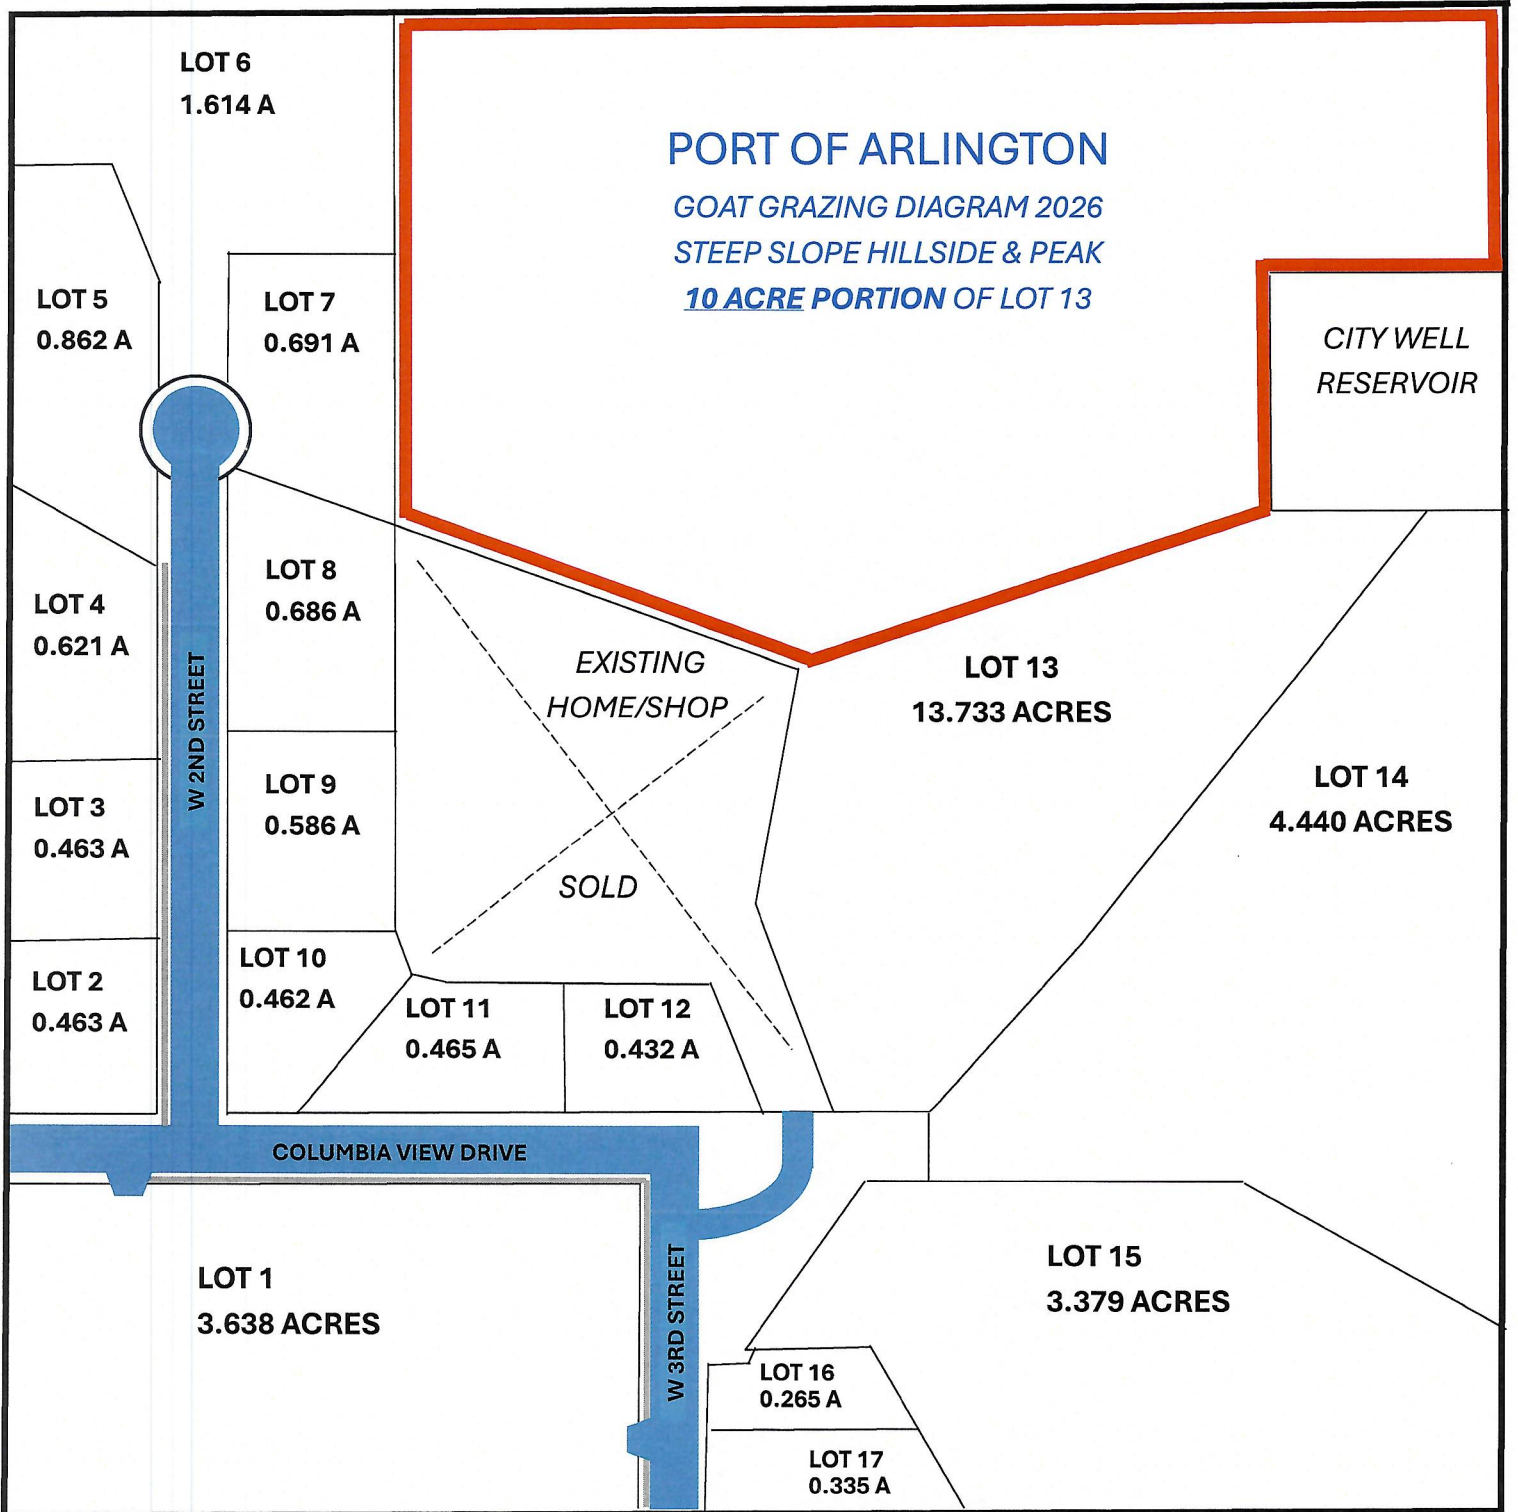 LOT 6
1.614 A
PORT OF ARLINGTON
GOAT GRAZING DIAGRAM 2026
STEEP SLOPE HILLSIDE & PEAK
10 ACRE PORTION OF LOT 13
LOT 5
0.862 A
LOT 7
0.691 A
CITY WELL
RESERVOIR
LOT 8
0.686 A
LOT 4
0.621 A
W 2ND STREET
EXISTING
HOME/SHOP
LOT 13
13.733 ACRES
LOT 14
4.440 ACRES
LOT 3
0.463 A
LOT 9
0.586 A
SOLD
LOT 2
0.463 A
LOT 10
0.462 A
LOT 11
0.465 A
LOT 12
0.432 A
COLUMBIA VIEW DRIVE
LOT 1
3.638 ACRES
W 3RD STREET
LOT 15
3.379 ACRES
LOT 16
0.265 A
LOT 17
0.335 A